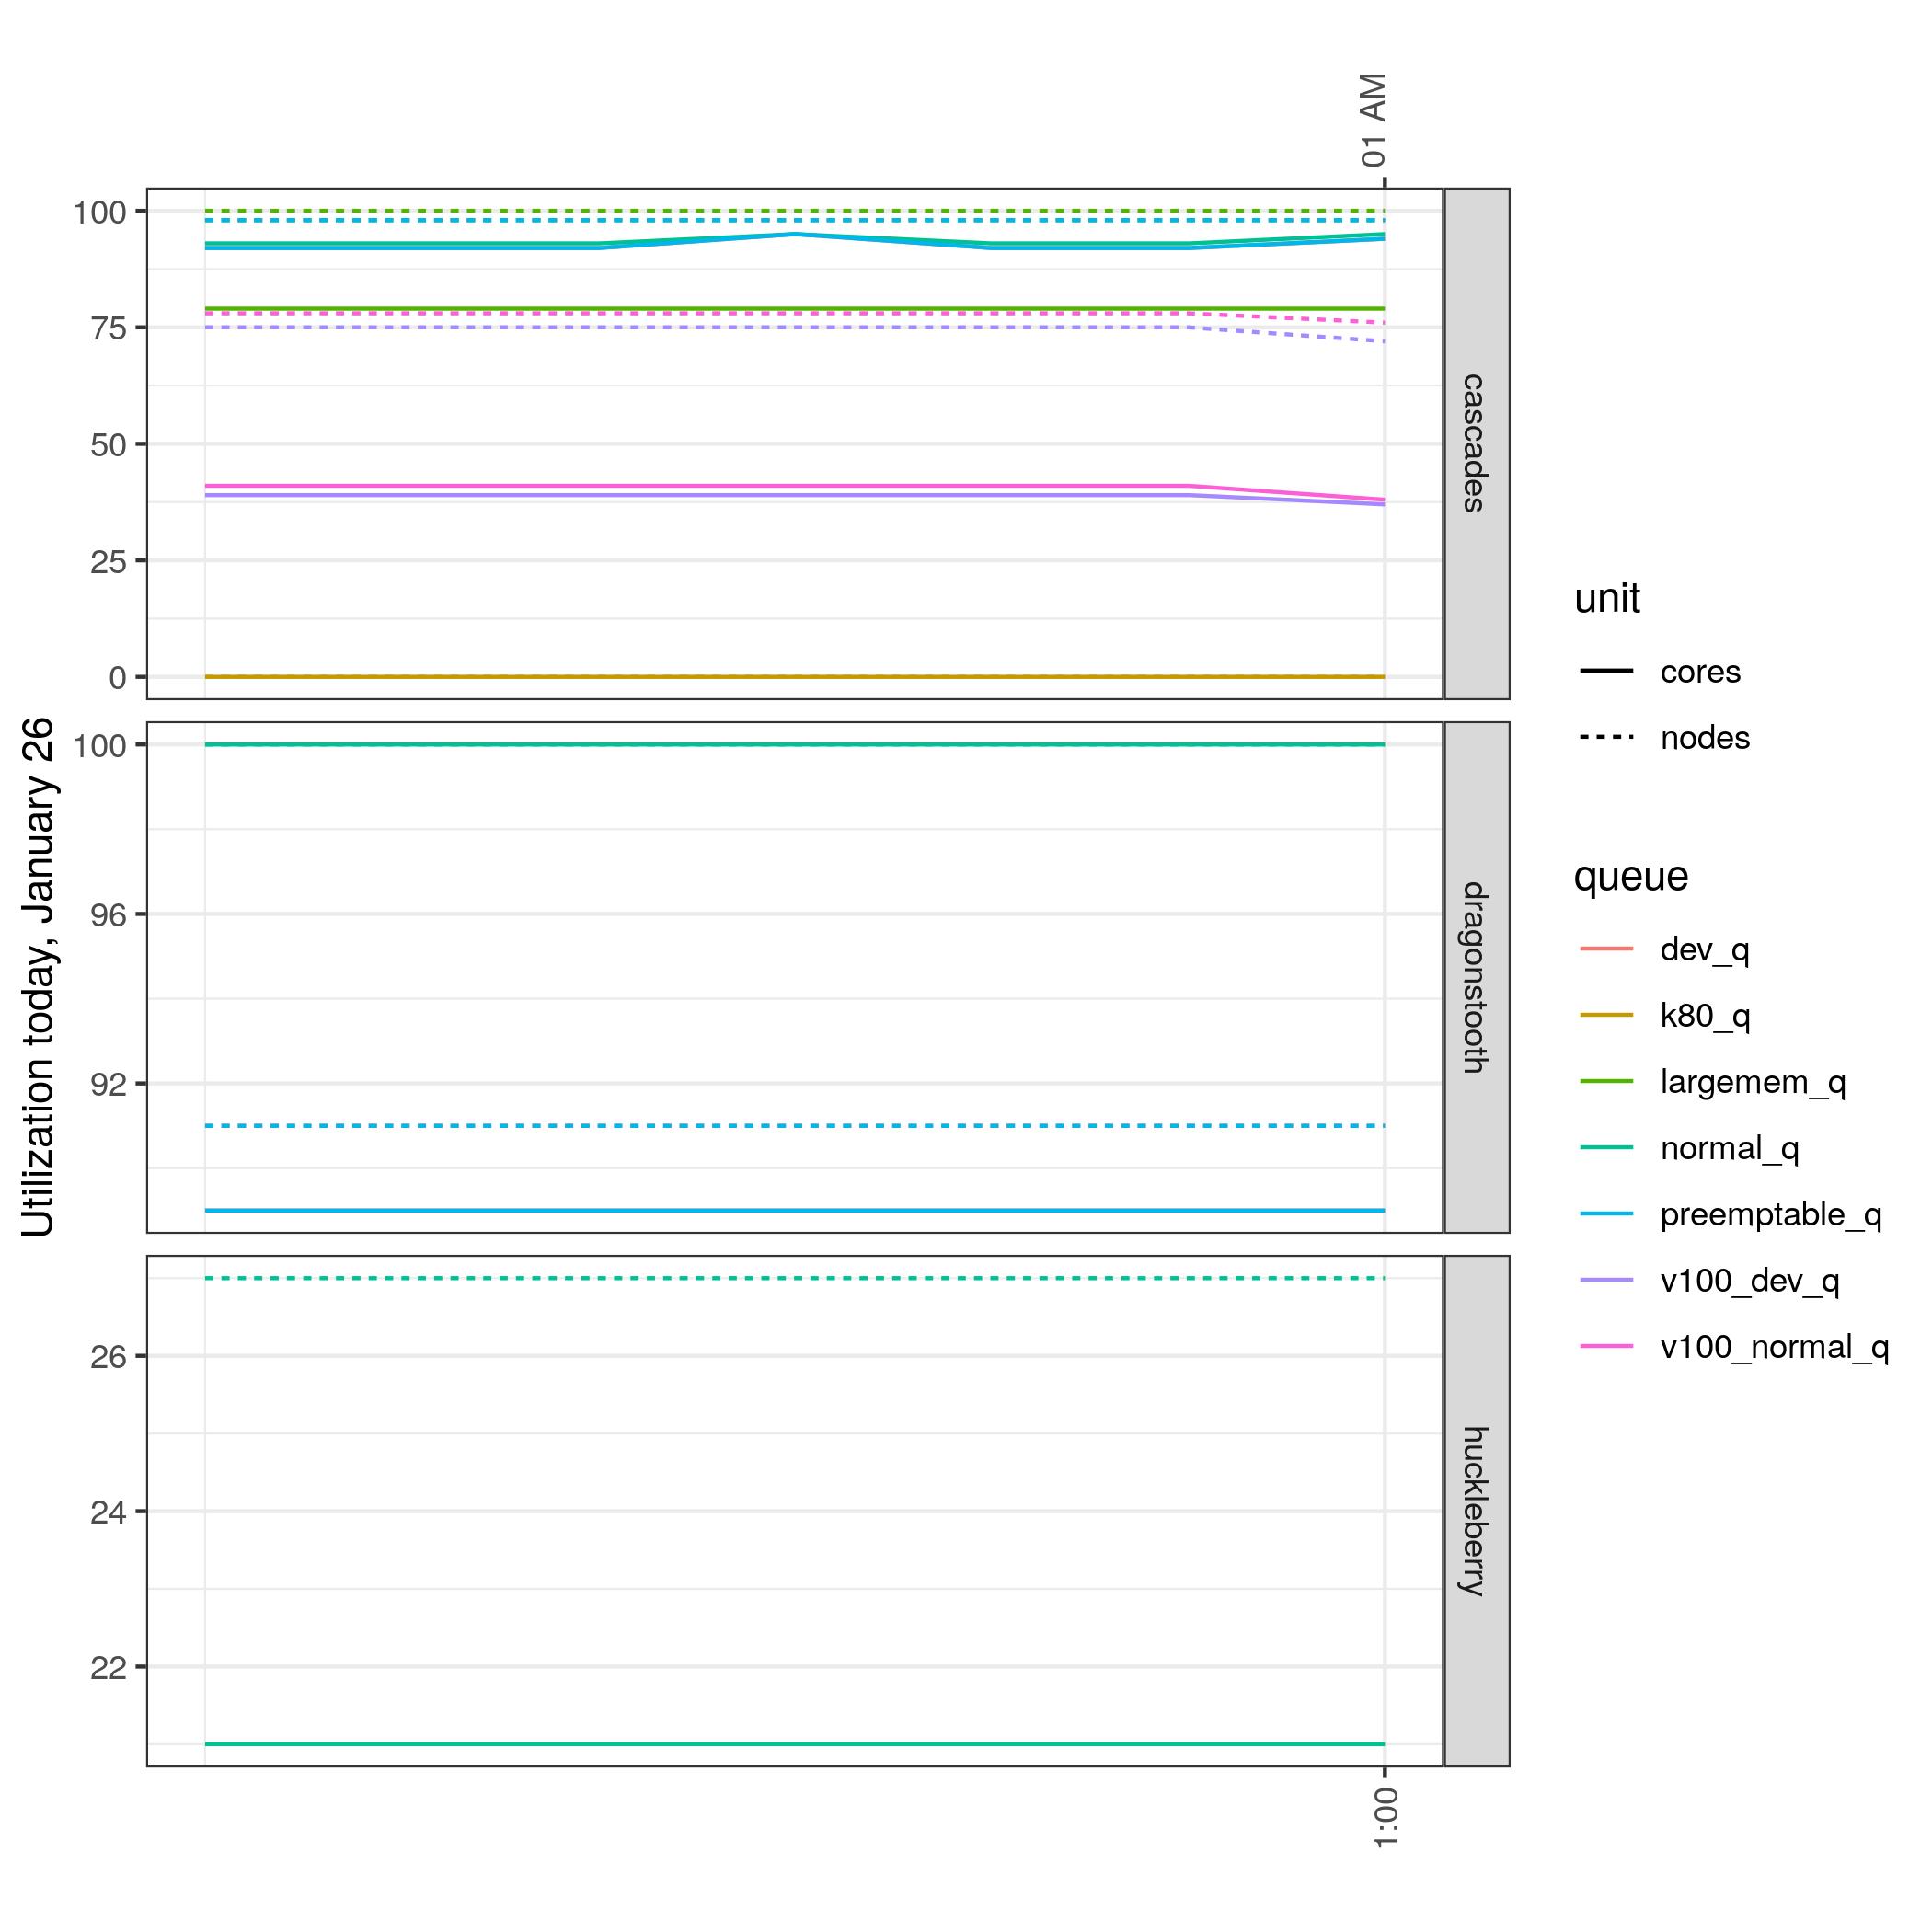 01 AM
Utilization today, January 26
100
75
50
25
0
cascades
100
96
92
dragonstooth
26
24
22
huckleberry
1:00
unit
cores
nodes
queue
dev_q
k80_q
largemem_q
normal_q
preemptable_q
v100_dev_q
v100_normal_q